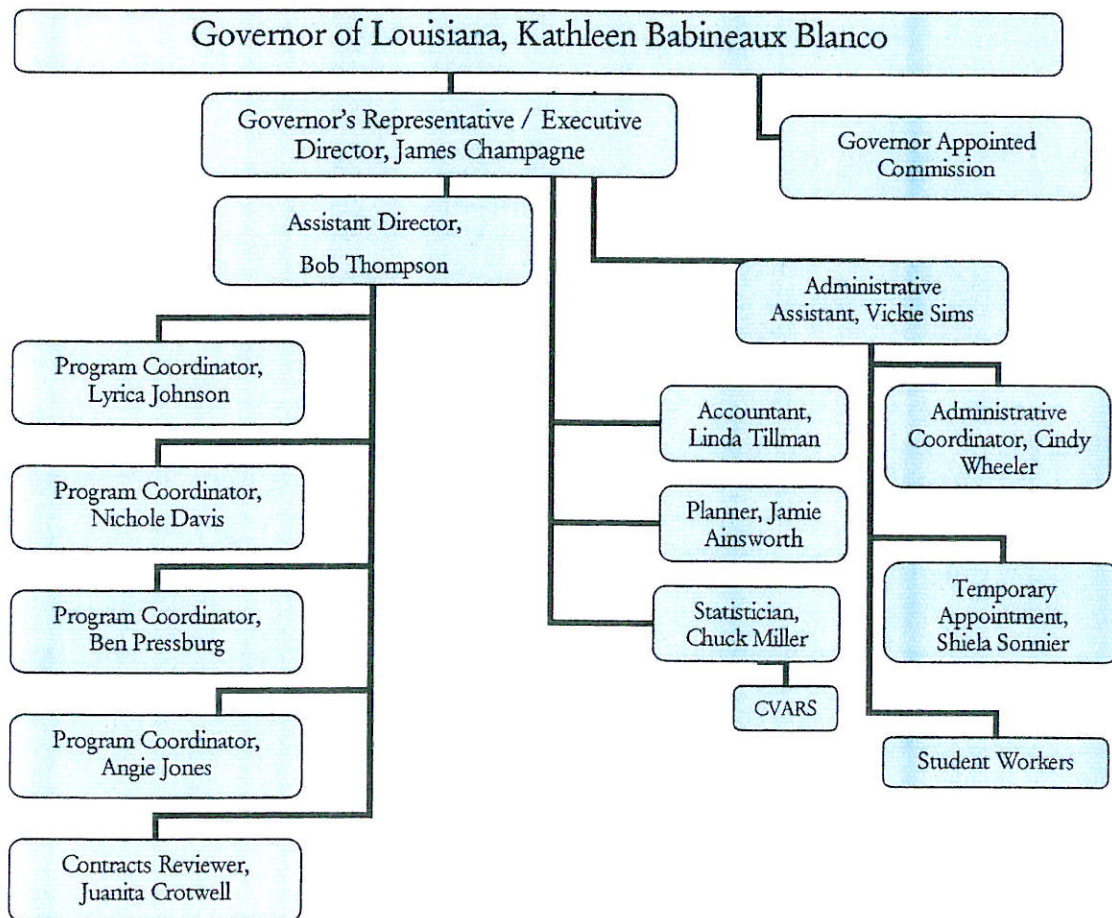 Governor of Louisiana, Kathleen Babineaux Blanco
Governor's Representative / Executive
Director, James Champagne
Governor Appointed
Commission
Assistant Director,
Bob Thompson
Administrative
Assistant, Vickie Sims
Program Coordinator,
Lyrica Johnson
Accountant,
Linda Tillman
Administrative
Coordinator, Cindy
Wheeler
Program Coordinator,
Nichole Davis
Planner, Jamie
Ainsworth
Program Coordinator,
Ben Pressburg
Statistician,
Chuck Miller
Temporary
Appointment,
Shiela Sonnier
CVARS
Program Coordinator,
Angie Jones
Student Workers
Contracts Reviewer,
Juanita Crotwell